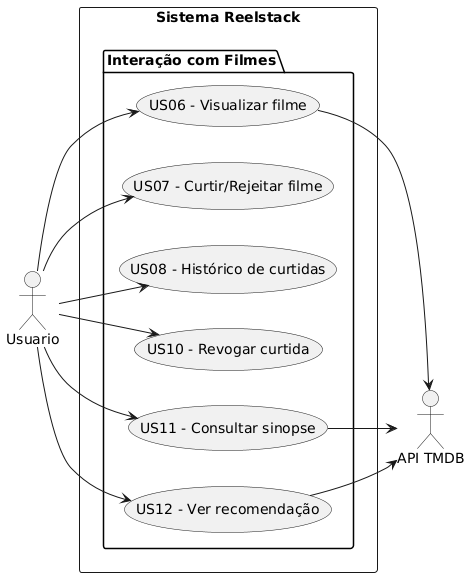 Sistema Reelstack
Interação com Filmes
US06 - Visualizar filme
US07 - Curtir/Rejeitar filme
US08 - Histórico de curtidas
Usuario
US10 - Revogar curtida
US11 - Consultar sinopse
API TMDB
US12 - Ver recomendação